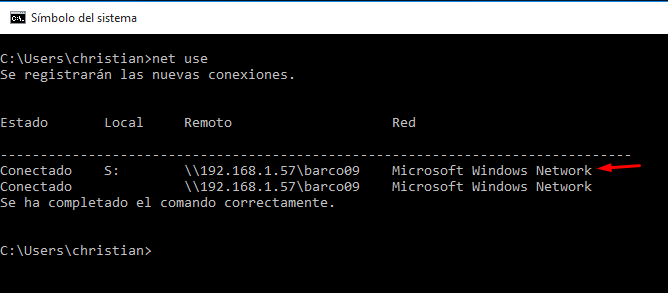 Símbolo del sistema
C:\Users\christian>net use
Se registrarán las nuevas conexiones.
Estado Local Remoto Red
-------------------------------------------------------------------------------
Conectado S: \\192.168.1.57\barco09 Microsoft Windows Network
Conectado \\192.168.1.57\barco09 Microsoft Windows Network
Se ha completado el comando correctamente.
C:\Users\christian>